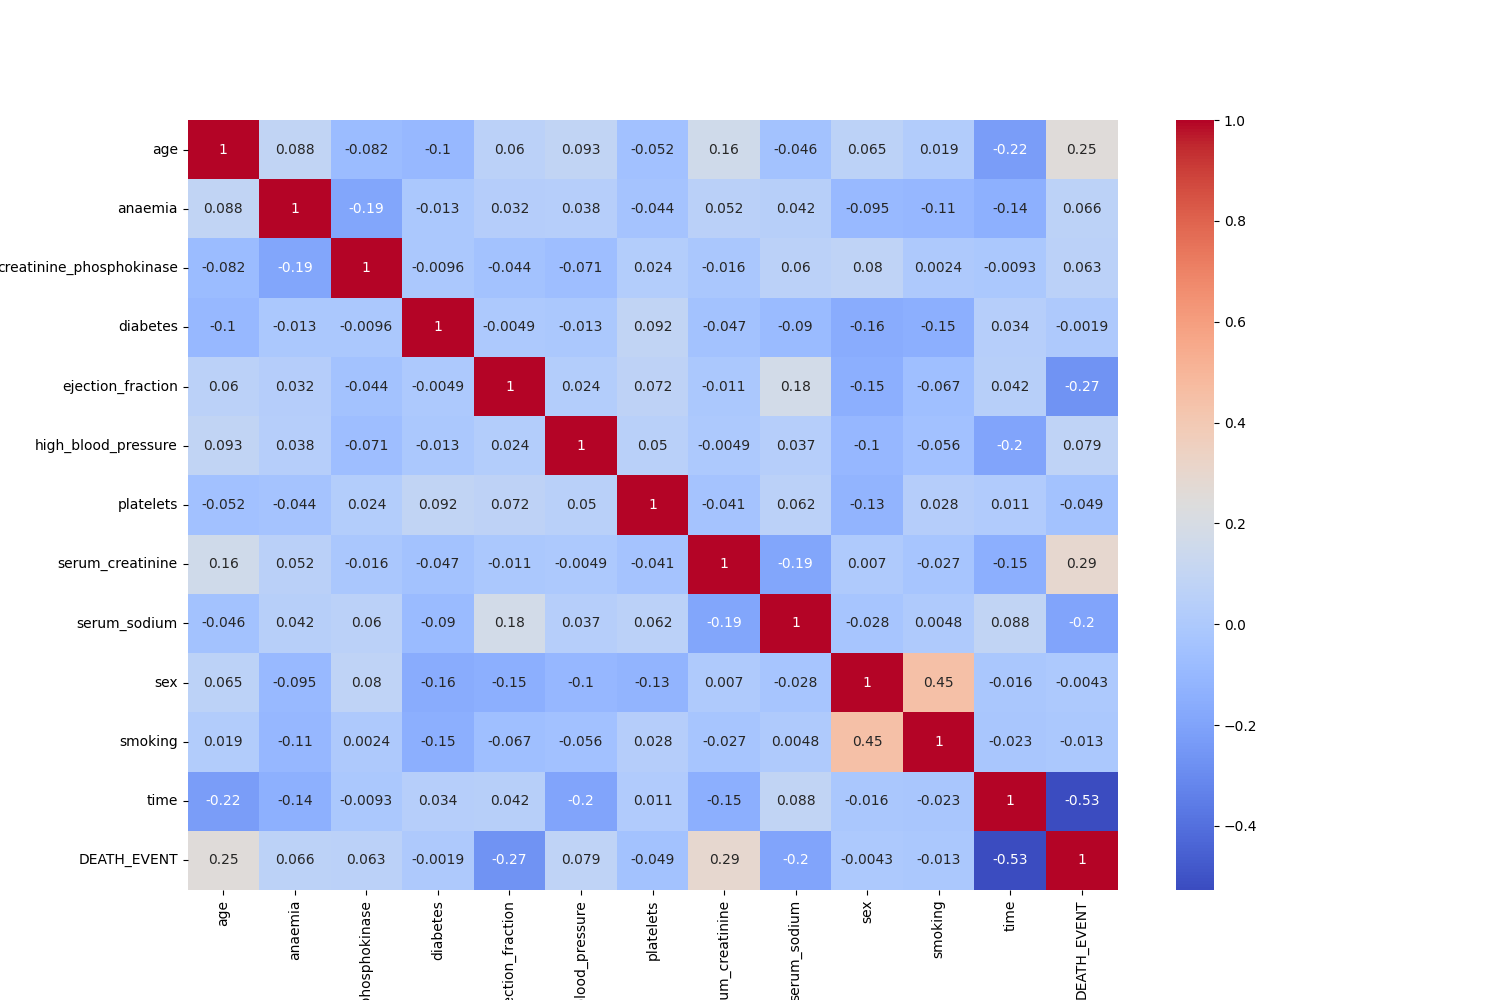 age 1 0.088 -0.082 -0.1 0.06 0.093 -0.052 0.16 -0.046 0.065 0.019 -0.22 0.25
anaemia 0.088 1 -0.19 -0.013 0.032 0.038 -0.044 0.052 0.042 -0.095 -0.11 -0.14 0.066
creatinine_phosphokinase -0.082 -0.19 1 -0.0096 -0.044 -0.071 0.024 -0.016 0.06 0.08 0.0024 -0.0093 0.063
diabetes -0.1 -0.013 -0.0096 1 -0.0049 -0.013 0.092 -0.047 -0.09 -0.16 -0.15 0.034 -0.0019
ejection_fraction 0.06 0.032 -0.044 -0.0049 1 0.024 0.072 -0.011 0.18 -0.15 -0.067 0.042 -0.27
high_blood_pressure 0.093 0.038 -0.071 -0.013 0.024 1 0.05 -0.0049 0.037 -0.1 -0.056 -0.2 0.079
platelets -0.052 -0.044 0.024 0.092 0.072 0.05 1 -0.041 0.062 -0.13 0.028 0.011 -0.049
serum_creatinine 0.16 0.052 -0.016 -0.047 -0.011 -0.0049 -0.041 1 -0.19 0.007 -0.027 -0.15 0.29
serum_sodium -0.046 0.042 0.06 -0.09 0.18 0.037 0.062 -0.19 1 -0.028 0.0048 0.088 -0.2
sex 0.065 -0.095 0.08 -0.16 -0.15 -0.1 -0.13 0.007 -0.028 1 0.45 -0.016 -0.0043
smoking 0.019 -0.11 0.0024 -0.15 -0.067 -0.056 0.028 -0.027 0.0048 0.45 1 -0.023 -0.013
time -0.22 -0.14 -0.0093 0.034 0.042 -0.2 0.011 -0.15 0.088 -0.016 -0.023 1 -0.53
DEATH_EVENT 0.25 0.066 0.063 -0.0019 -0.27 0.079 -0.049 0.29 -0.2 -0.0043 -0.013 -0.53 1
age
anaemia
phosphokinase
diabetes
ection_fraction
lood_pressure
platelets
um_creatinine
serum_sodium
sex
smoking
time
DEATH_EVENT
1.0
0.8
0.6
0.4
0.2
0.0
−0.2
−0.4